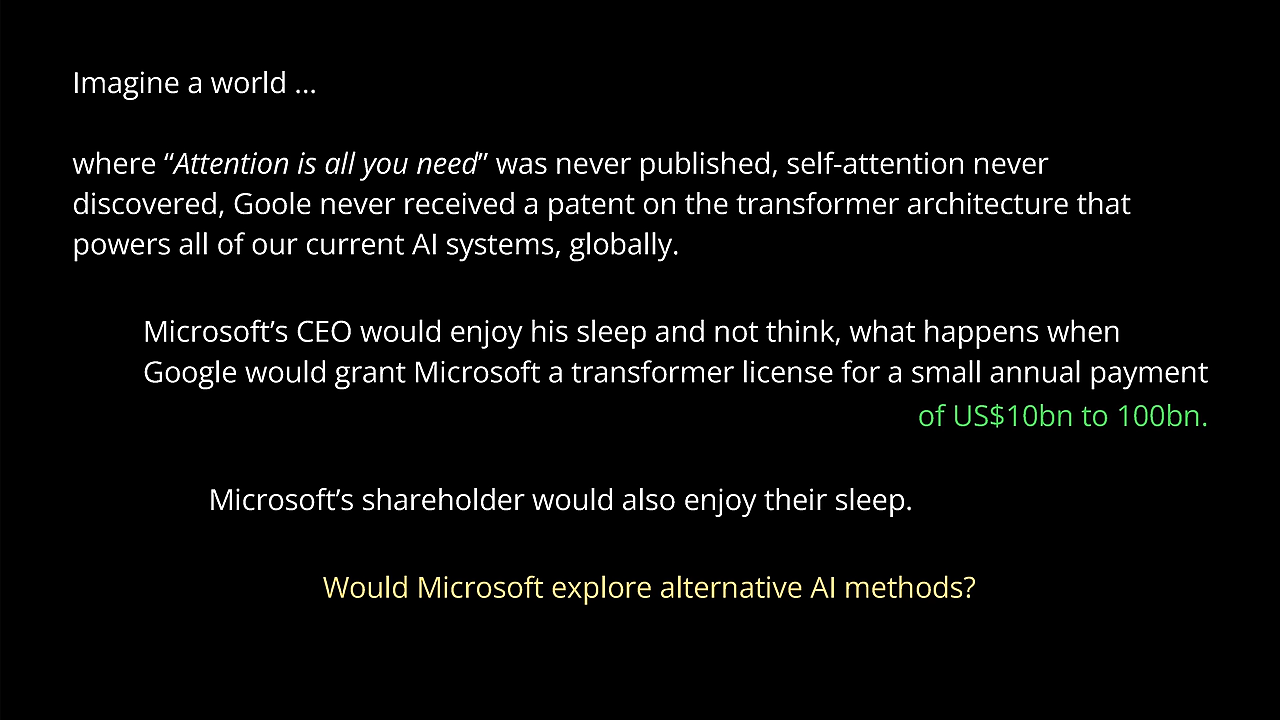 Imagine a world ...
where “Attention is all you need” was never published, self-attention never
discovered, Goole never received a patent on the transformer architecture that
powers all of our current AI systems, globally.
Microsoft’s CEO would enjoy his sleep and not think, what happens when
Google would grant Microsoft a transformer license for a small annual payment
of US$10bn to 100bn.
Microsoft’s shareholder would also enjoy their sleep.
Would Microsoft explore alternative AI methods?